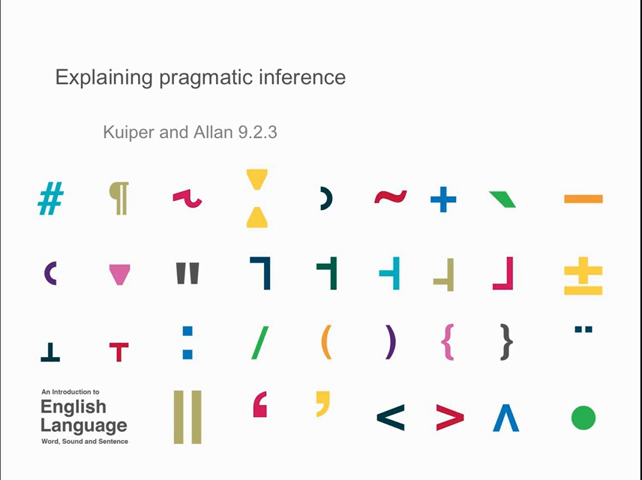 Explaining pragmatic inference
Kuiper and Allan 9.2.3
# ¶ ~ + − 
" ±
: / ( ) { } ¨
An Introduction to
English
Language
Word, Sound and Sentence
‘ ’ < > ʌ